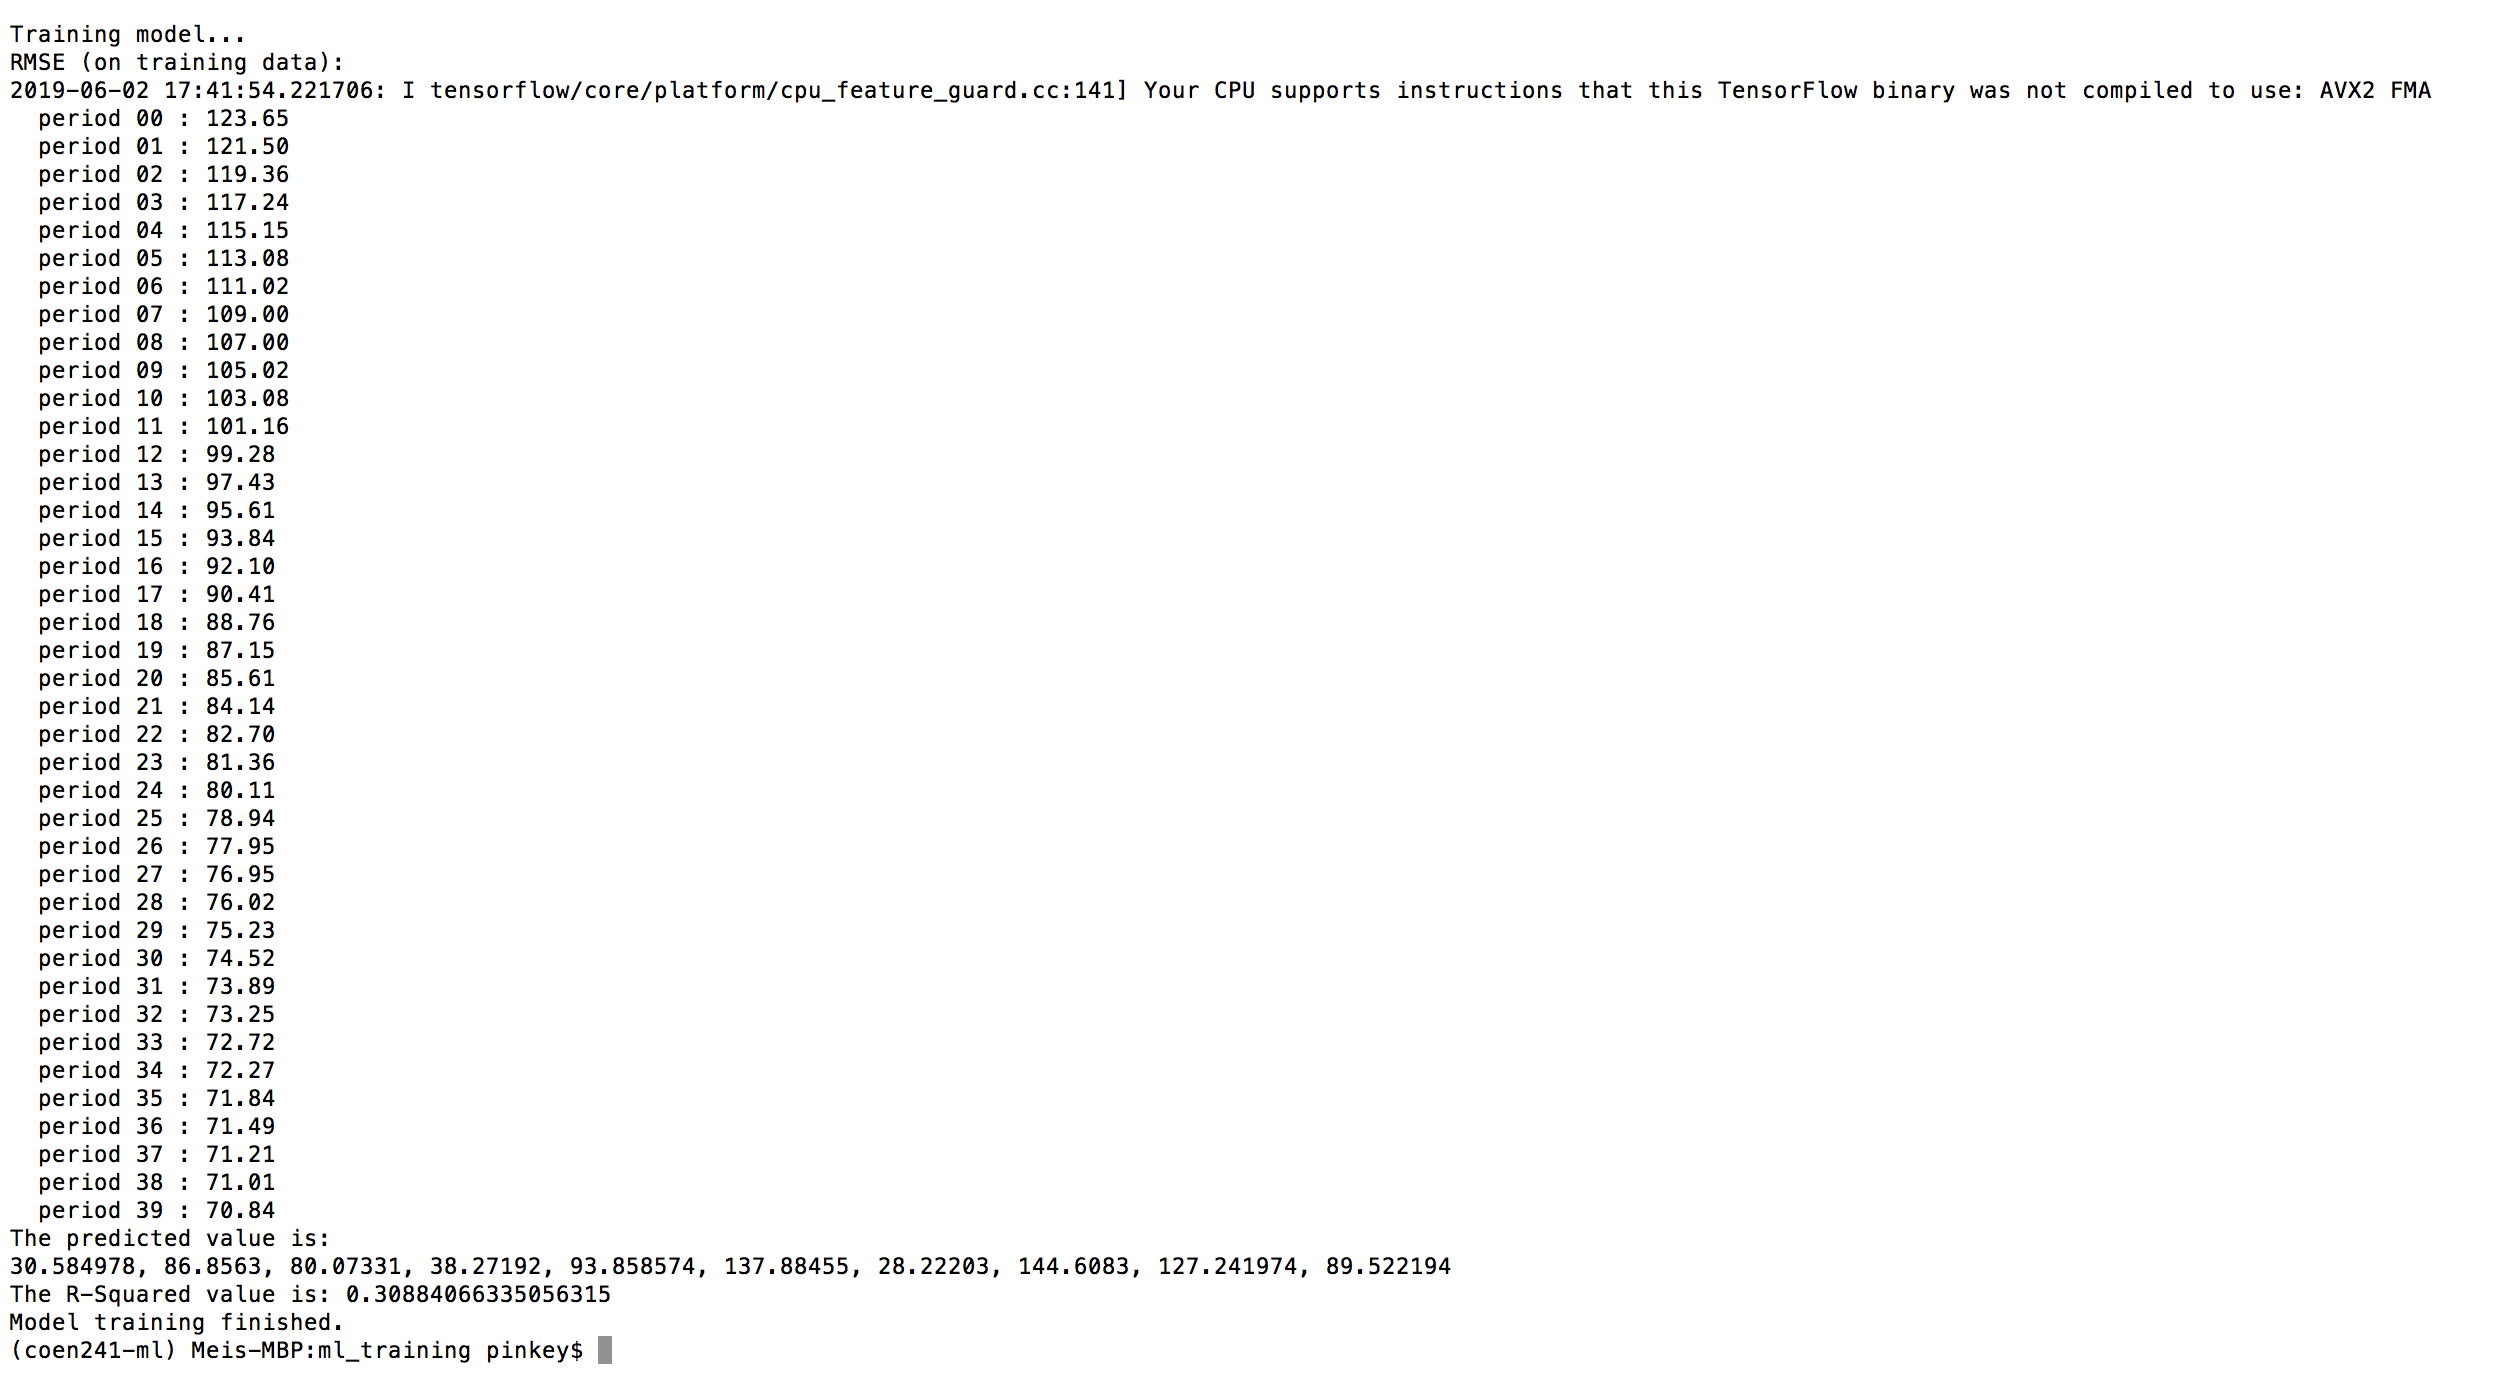 Training model...
RMSE (on training data):
2019-06-02 17:41:54.221706: I tensorflow/core/platform/cpu_feature_guard.cc:141] Your CPU supports instructions that this TensorFlow binary was not compiled to use: AVX2 FMA
  period 00 : 123.65
  period 01 : 121.50
  period 02 : 119.36
  period 03 : 117.24
  period 04 : 115.15
  period 05 : 113.08
  period 06 : 111.02
  period 07 : 109.00
  period 08 : 107.00
  period 09 : 105.02
  period 10 : 103.08
  period 11 : 101.16
  period 12 : 99.28
  period 13 : 97.43
  period 14 : 95.61
  period 15 : 93.84
  period 16 : 92.10
  period 17 : 90.41
  period 18 : 88.76
  period 19 : 87.15
  period 20 : 85.61
  period 21 : 84.14
  period 22 : 82.70
  period 23 : 81.36
  period 24 : 80.11
  period 25 : 78.94
  period 26 : 77.95
  period 27 : 76.95
  period 28 : 76.02
  period 29 : 75.23
  period 30 : 74.52
  period 31 : 73.89
  period 32 : 73.25
  period 33 : 72.72
  period 34 : 72.27
  period 35 : 71.84
  period 36 : 71.49
  period 37 : 71.21
  period 38 : 71.01
  period 39 : 70.84
The predicted value is:
30.584978, 86.8563, 80.07331, 38.27192, 93.858574, 137.88455, 28.22203, 144.6083, 127.241974, 89.522194
The R-Squared value is: 0.30884066335056315
Model training finished.
(coen241-ml) Meis-MBP:ml_training pinkey$